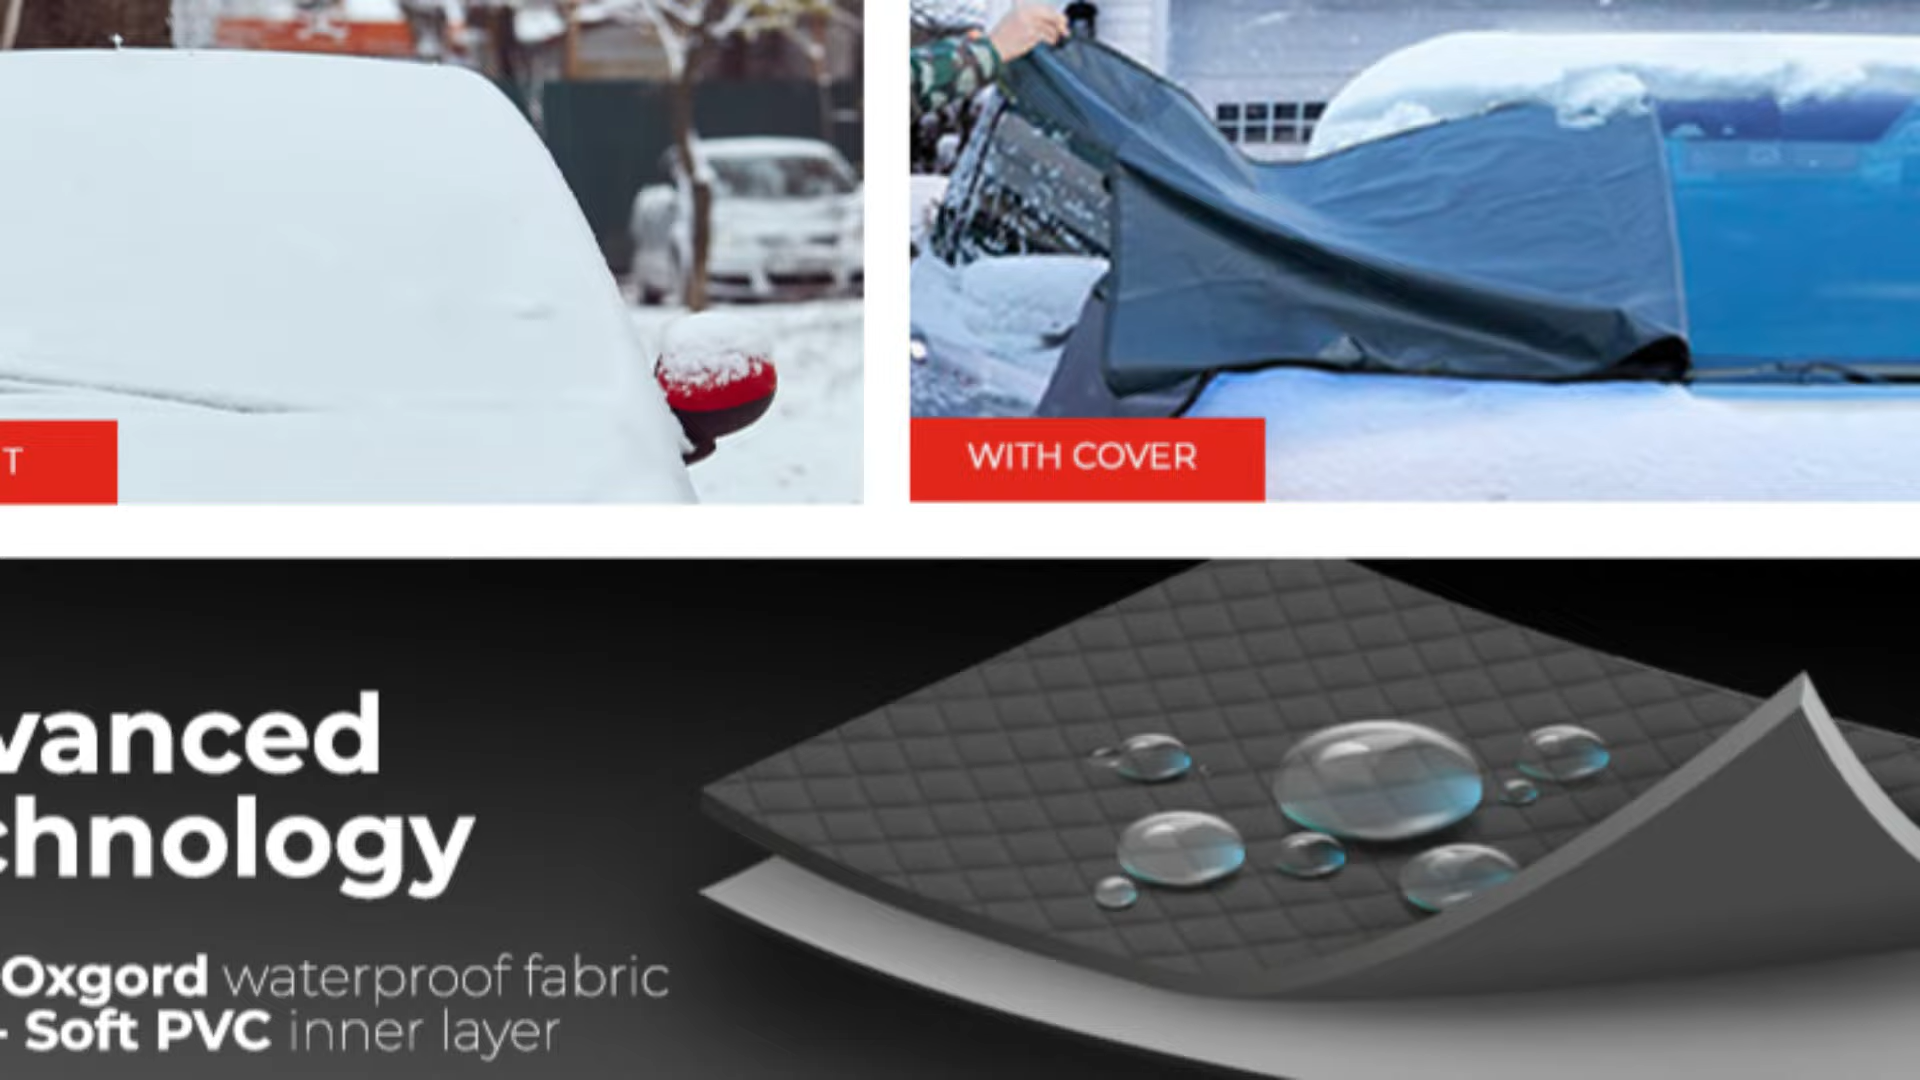 T
WITH COVER
vanced
chnology
Oxgord waterproof fabric
- Soft PVC inner layer